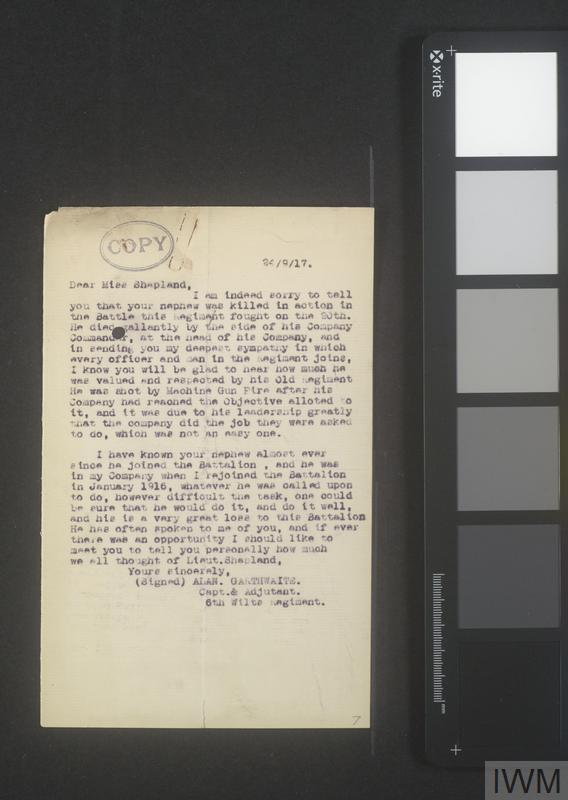 x·rite
COPY
24/9/17.
Dear Miss Shapland,
I am indeed sorry to tell
you that your nephew was killed in action in
the Battle this Regiment fought on the 20th.
He died gallantly by the side of his Company
Commander, at the head of his Company, and
in sending you my deepest sympathy in which
every officer and man in the Regiment joins,
I know you will be glad to hear how much he
was valued and respected by his Old Regiment
He was shot by Machine Gun Fire after his
Company had reached the Objective alloted to
it, and it was due to his leadership greatly
that the company did the job they were asked
to do, which was not an easy one.
I have known your nephew almost ever
since he joined the Battalion , and he was
in my Company when I rejoined the Battalion
in January 1916, whatever he was called upon
to do, however difficult the task, one could
be sure that he would do it, and do it well,
and his is a very great loss to this Battalion
He has often spoken to me of you, and if ever
there was an opportunity I should like to
meet you to tell you personally how much
we all thought of Lieut.Shapland,
Yours sincerely,
(Signed) ALAN. GARTHWAITE.
Capt.& Adjutant.
6th Wilts Regiment.
7
mm
IWM